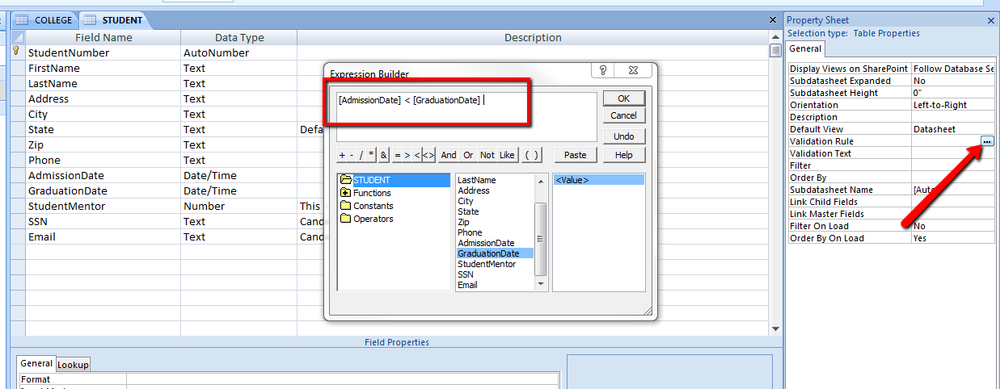 COLLEGE STUDENT
Field Name Data Type Description
StudentNumber AutoNumber
FirstName Text
LastName Text
Address Text
City Text
State Text Defa
Zip Text
Phone Text
AdmissionDate Date/Time
GraduationDate Date/Time
StudentMentor Number This
SSN Text Cand
Email Text Cand
Expression Builder ?
[AdmissionDate] < [GraduationDate]
OK
Cancel
Undo
+ - / * & = > < <> And Or Not Like ( ) Paste Help
STUDENT
Functions
Constants
Operators
LastName
Address
City
State
Zip
Phone
AdmissionDate
GraduationDate
StudentMentor
SSN
Email
<Value>
Field Properties
General Lookup
Format
Property Sheet
Selection type: Table Properties
General
Display Views on SharePoint Follow Database Se
Subdatasheet Expanded No
Subdatasheet Height 0"
Orientation Left-to-Right
Description
Default View Datasheet
Validation Rule ...
Validation Text
Filter
Order By
Subdatasheet Name [Auto
Link Child Fields
Link Master Fields
Filter On Load No
Order By On Load Yes